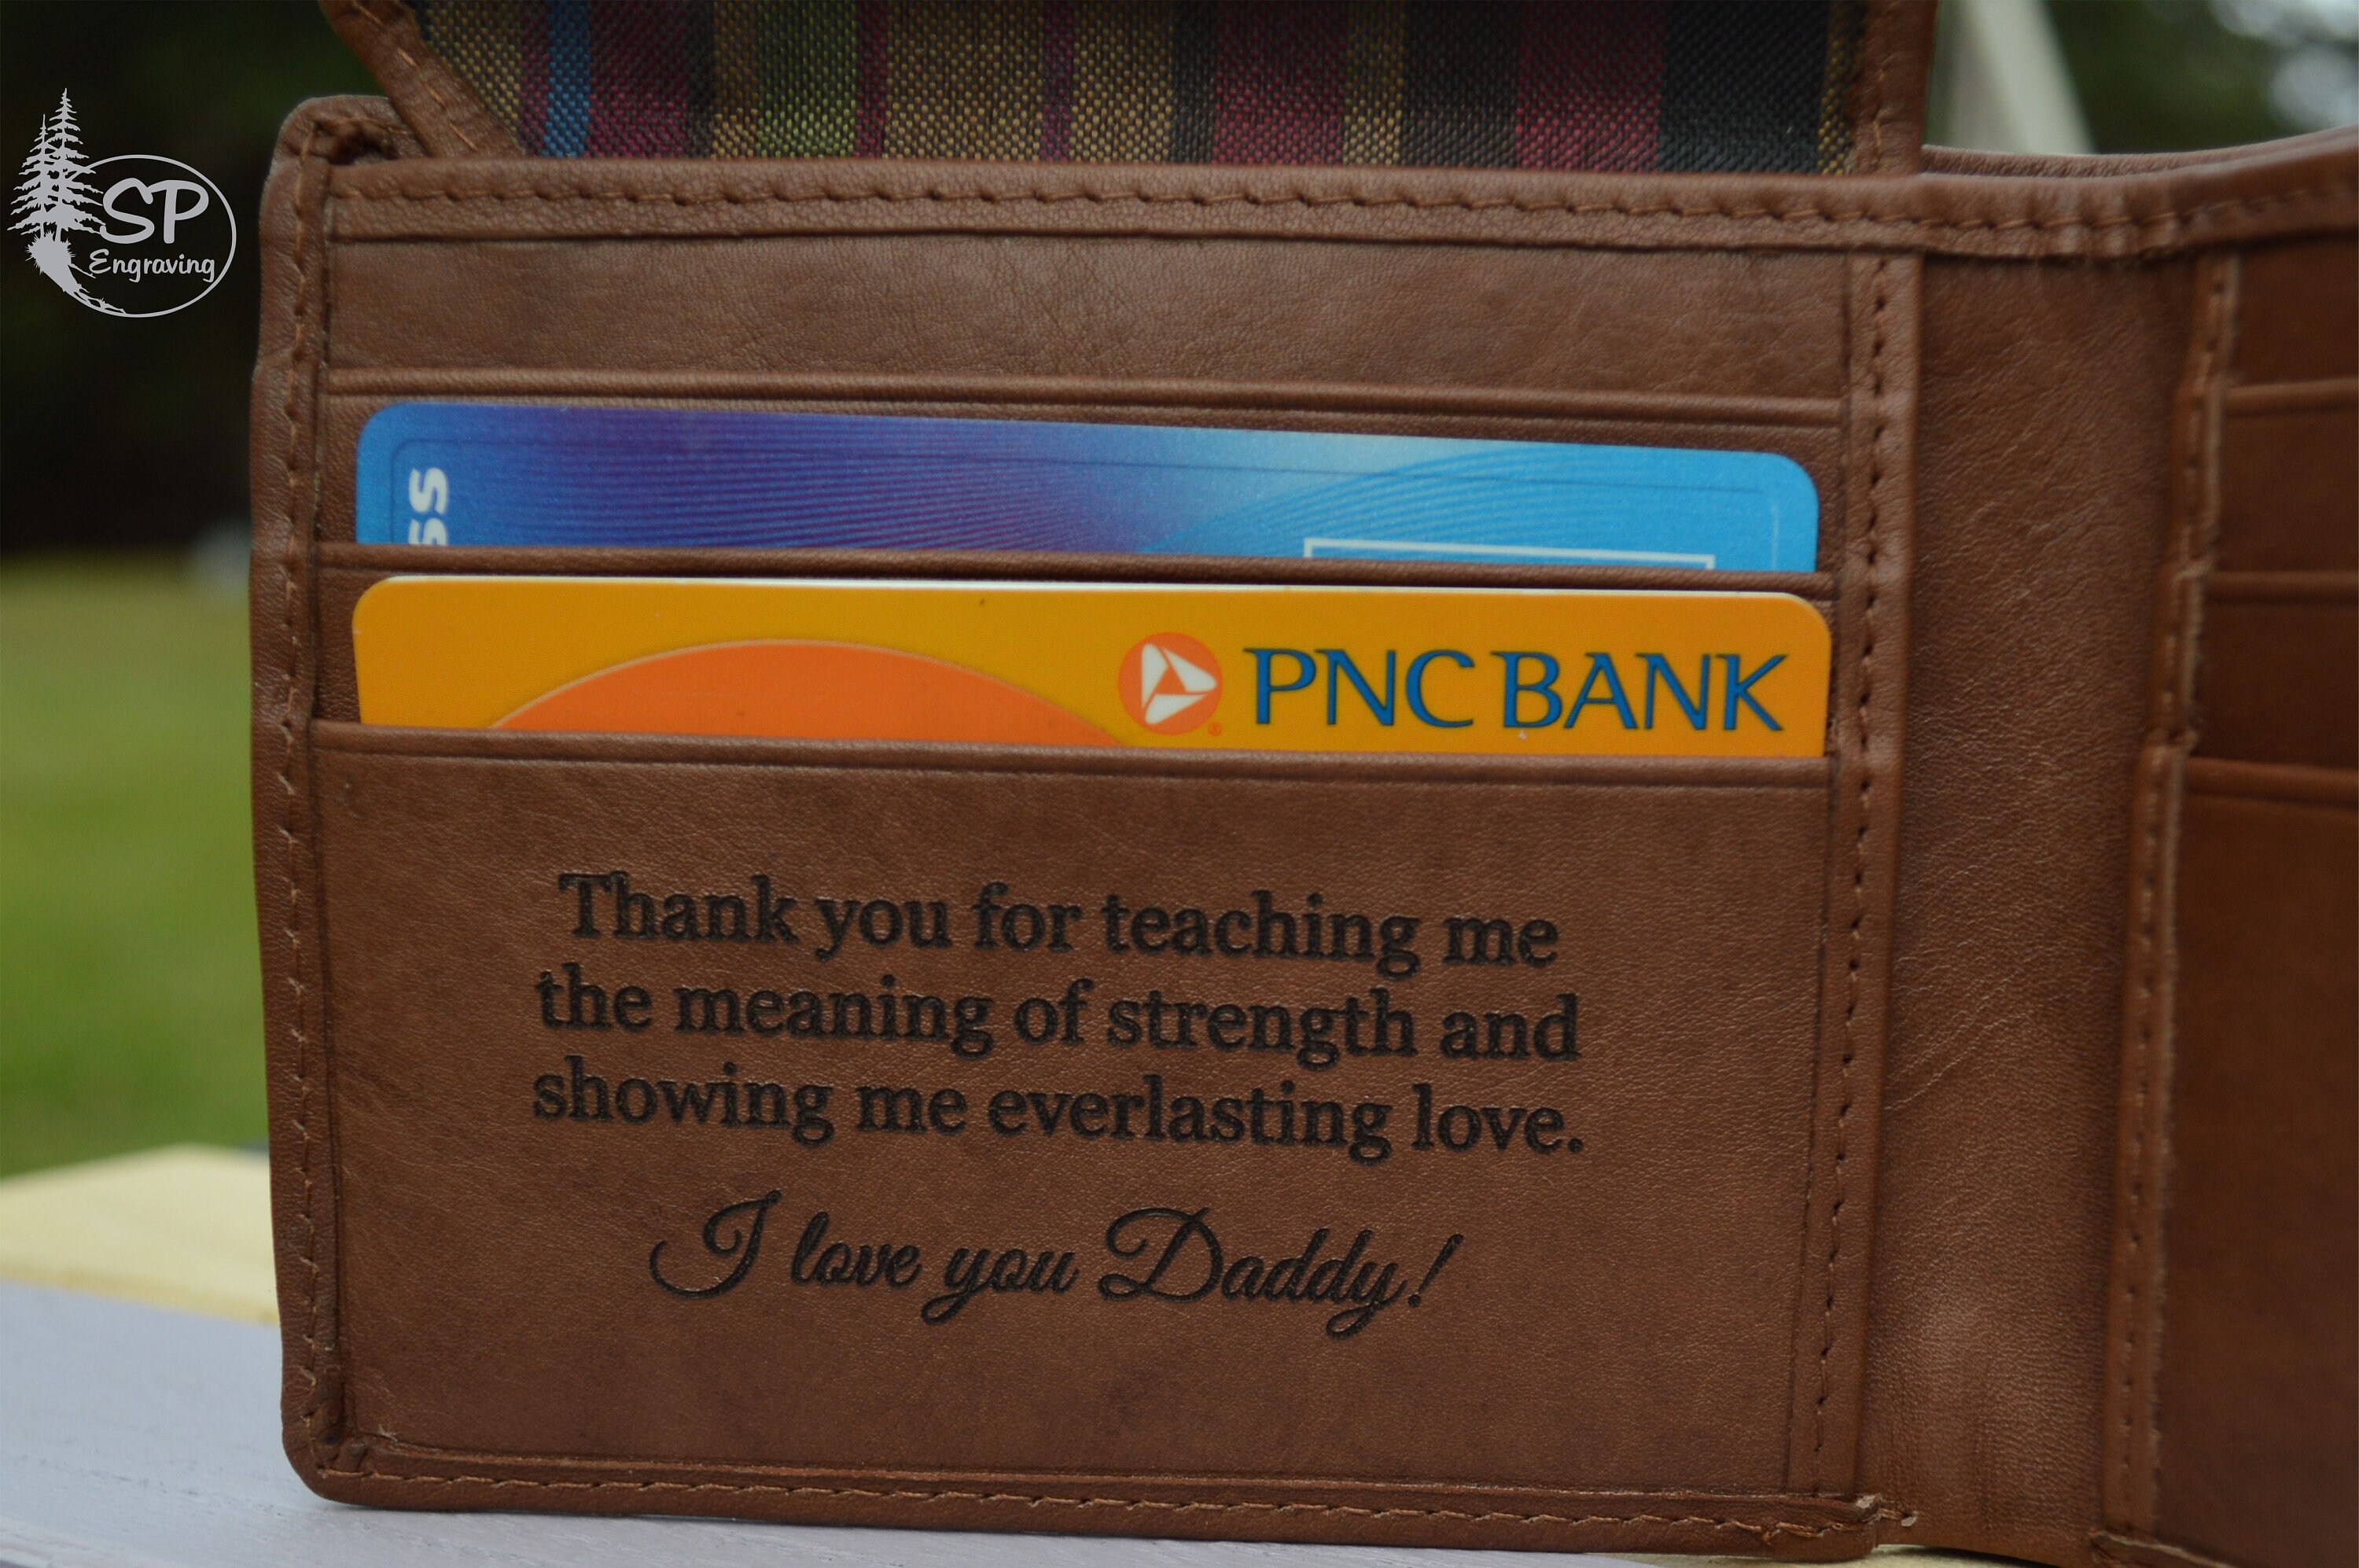 SP
Engraving
ss
PNC BANK
Thank you for teaching me
the meaning of strength and
showing me everlasting love.
I love you Daddy!